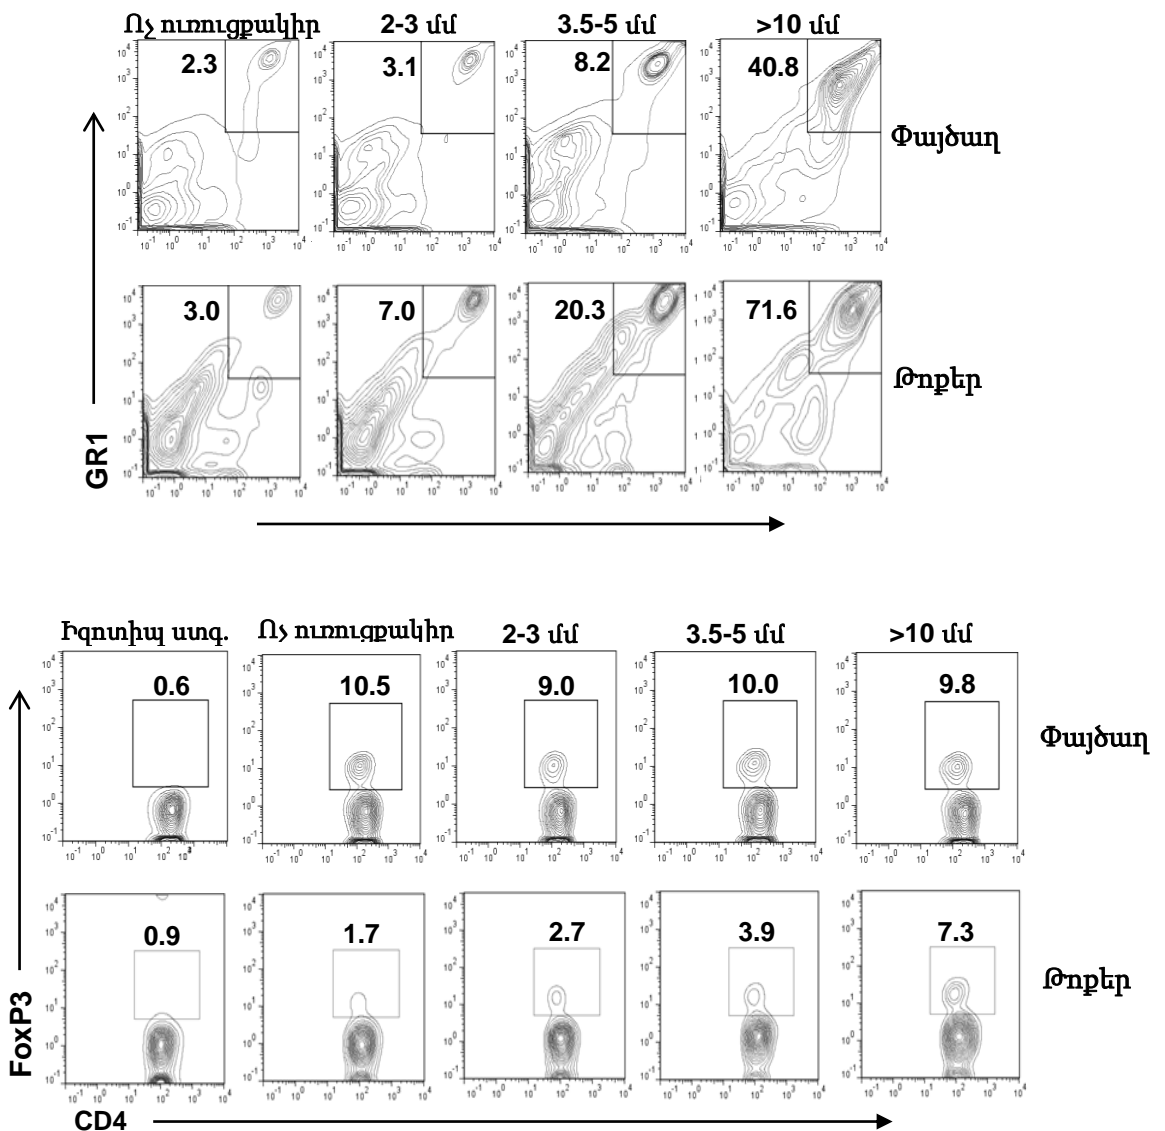 Ոչ ուռուցքակիր 2-3 մմ 3.5-5 մմ >10 մմ
2.3 3.1 8.2 40.8
Փայծաղ
3.0 7.0 20.3 71.6
Թոքեր
GR1
Իզոտիպ ստգ. Ոչ ուռուցքակիր 2-3 մմ 3.5-5 մմ >10 մմ
0.6 10.5 9.0 10.0 9.8
Փայծաղ
0.9 1.7 2.7 3.9 7.3
Թոքեր
FoxP3
CD4